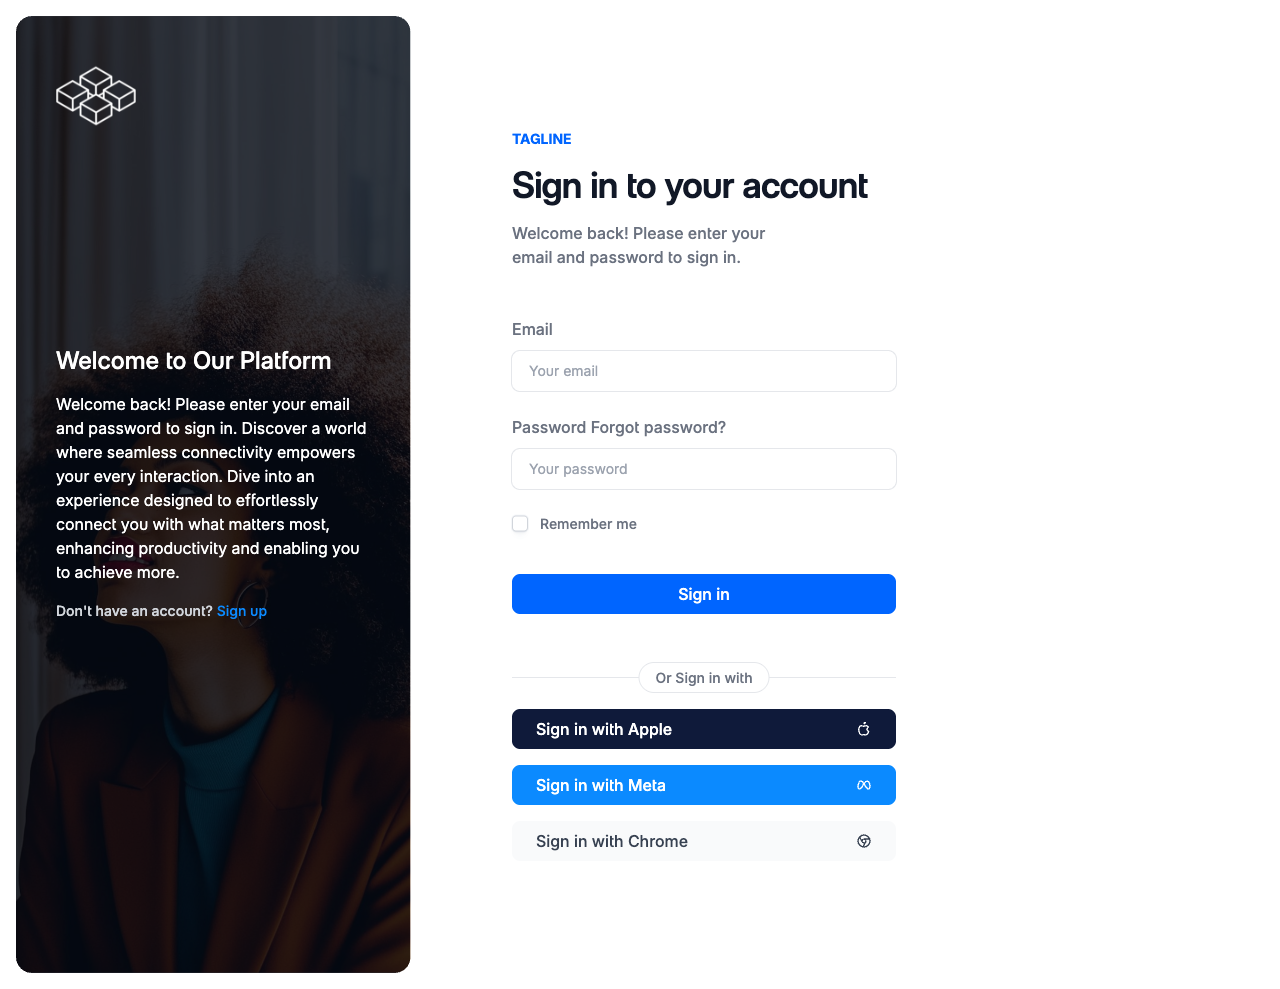 Welcome to Our Platform
Welcome back! Please enter your email
and password to sign in. Discover a world
where seamless connectivity empowers
your every interaction. Dive into an
experience designed to effortlessly
connect you with what matters most,
enhancing productivity and enabling you
to achieve more.
Don't have an account? Sign up
TAGLINE
Sign in to your account
Welcome back! Please enter your
email and password to sign in.
Email
Your email
Password Forgot password?
Your password
Remember me
Sign in
Or Sign in with
Sign in with Apple
Sign in with Meta
Sign in with Chrome